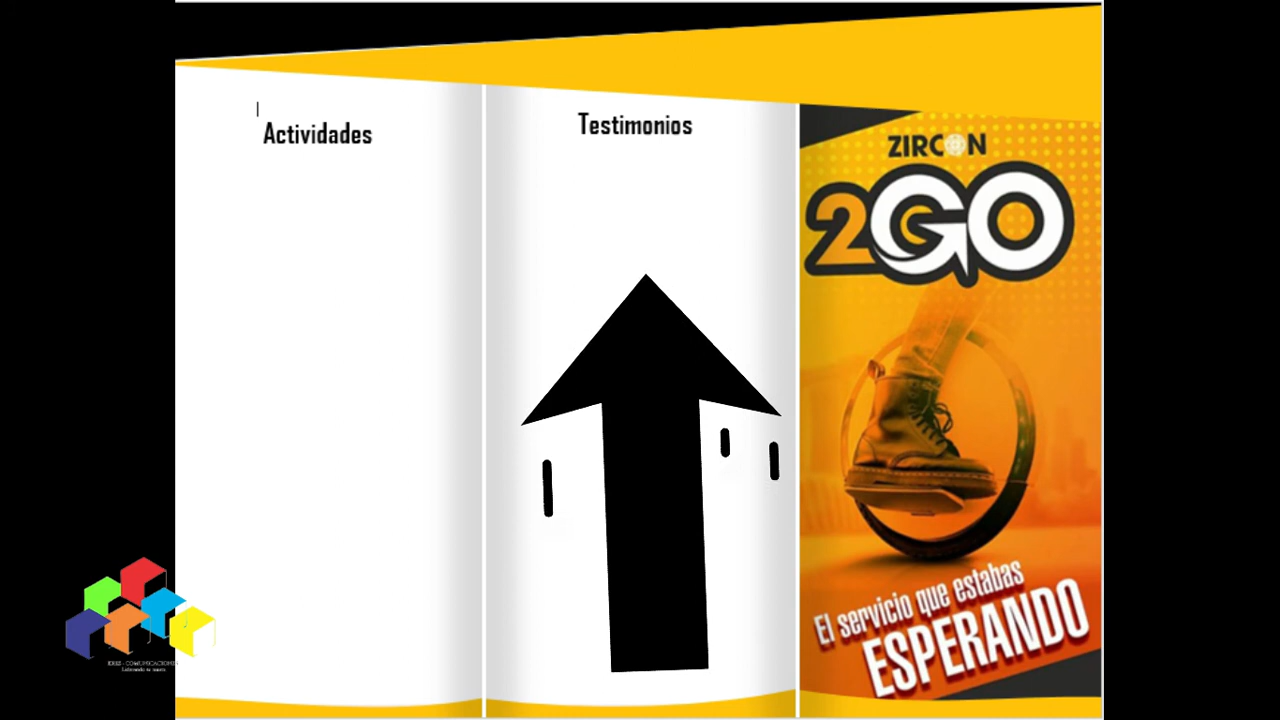 Actividades
Testimonios
ZIRCON
2GO
El servicio que estabas
ESPERANDO